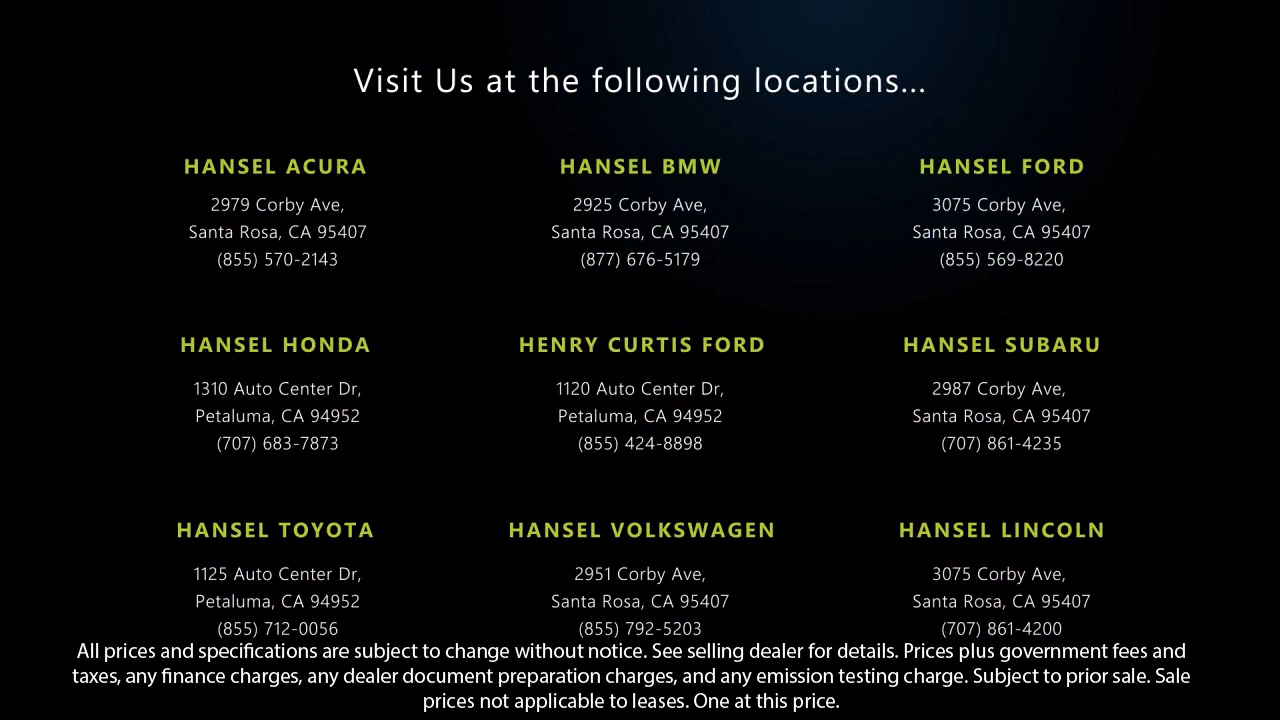 Visit Us at the following locations...
HANSEL ACURA
2979 Corby Ave,
Santa Rosa, CA 95407
(855) 570-2143
HANSEL BMW
2925 Corby Ave,
Santa Rosa, CA 95407
(877) 676-5179
HANSEL FORD
3075 Corby Ave,
Santa Rosa, CA 95407
(855) 569-8220
HANSEL HONDA
1310 Auto Center Dr,
Petaluma, CA 94952
(707) 683-7873
HENRY CURTIS FORD
1120 Auto Center Dr,
Petaluma, CA 94952
(855) 424-8898
HANSEL SUBARU
2987 Corby Ave,
Santa Rosa, CA 95407
(707) 861-4235
HANSEL TOYOTA
1125 Auto Center Dr,
Petaluma, CA 94952
(855) 712-0056
HANSEL VOLKSWAGEN
2951 Corby Ave,
Santa Rosa, CA 95407
(855) 792-5203
HANSEL LINCOLN
3075 Corby Ave,
Santa Rosa, CA 95407
(707) 861-4200
All prices and specifications are subject to change without notice. See selling dealer for details. Prices plus government fees and
taxes, any finance charges, any dealer document preparation charges, and any emission testing charge. Subject to prior sale. Sale
prices not applicable to leases. One at this price.